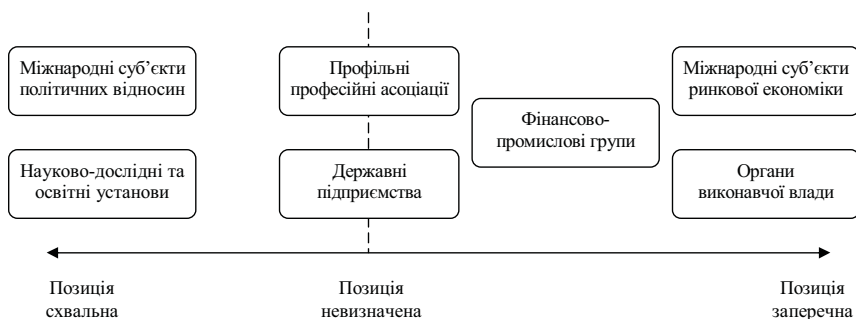 Міжнародні суб’єкти
політичних відносин
Профільні
професійні асоціації
Міжнародні суб’єкти
ринкової економіки
Фінансово-
промислові групи
Науково-дослідні та
освітні установи
Державні
підприємства
Органи
виконавчої влади
Позиція
схвальна
Позиція
невизначена
Позиція
заперечна